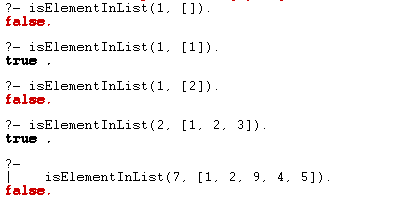 ?- isElementInList(1, []).
false.
?- isElementInList(1, [1]).
true .
?- isElementInList(1, [2]).
false.
?- isElementInList(2, [1, 2, 3]).
true .
?-
|    isElementInList(7, [1, 2, 9, 4, 5]).
false.